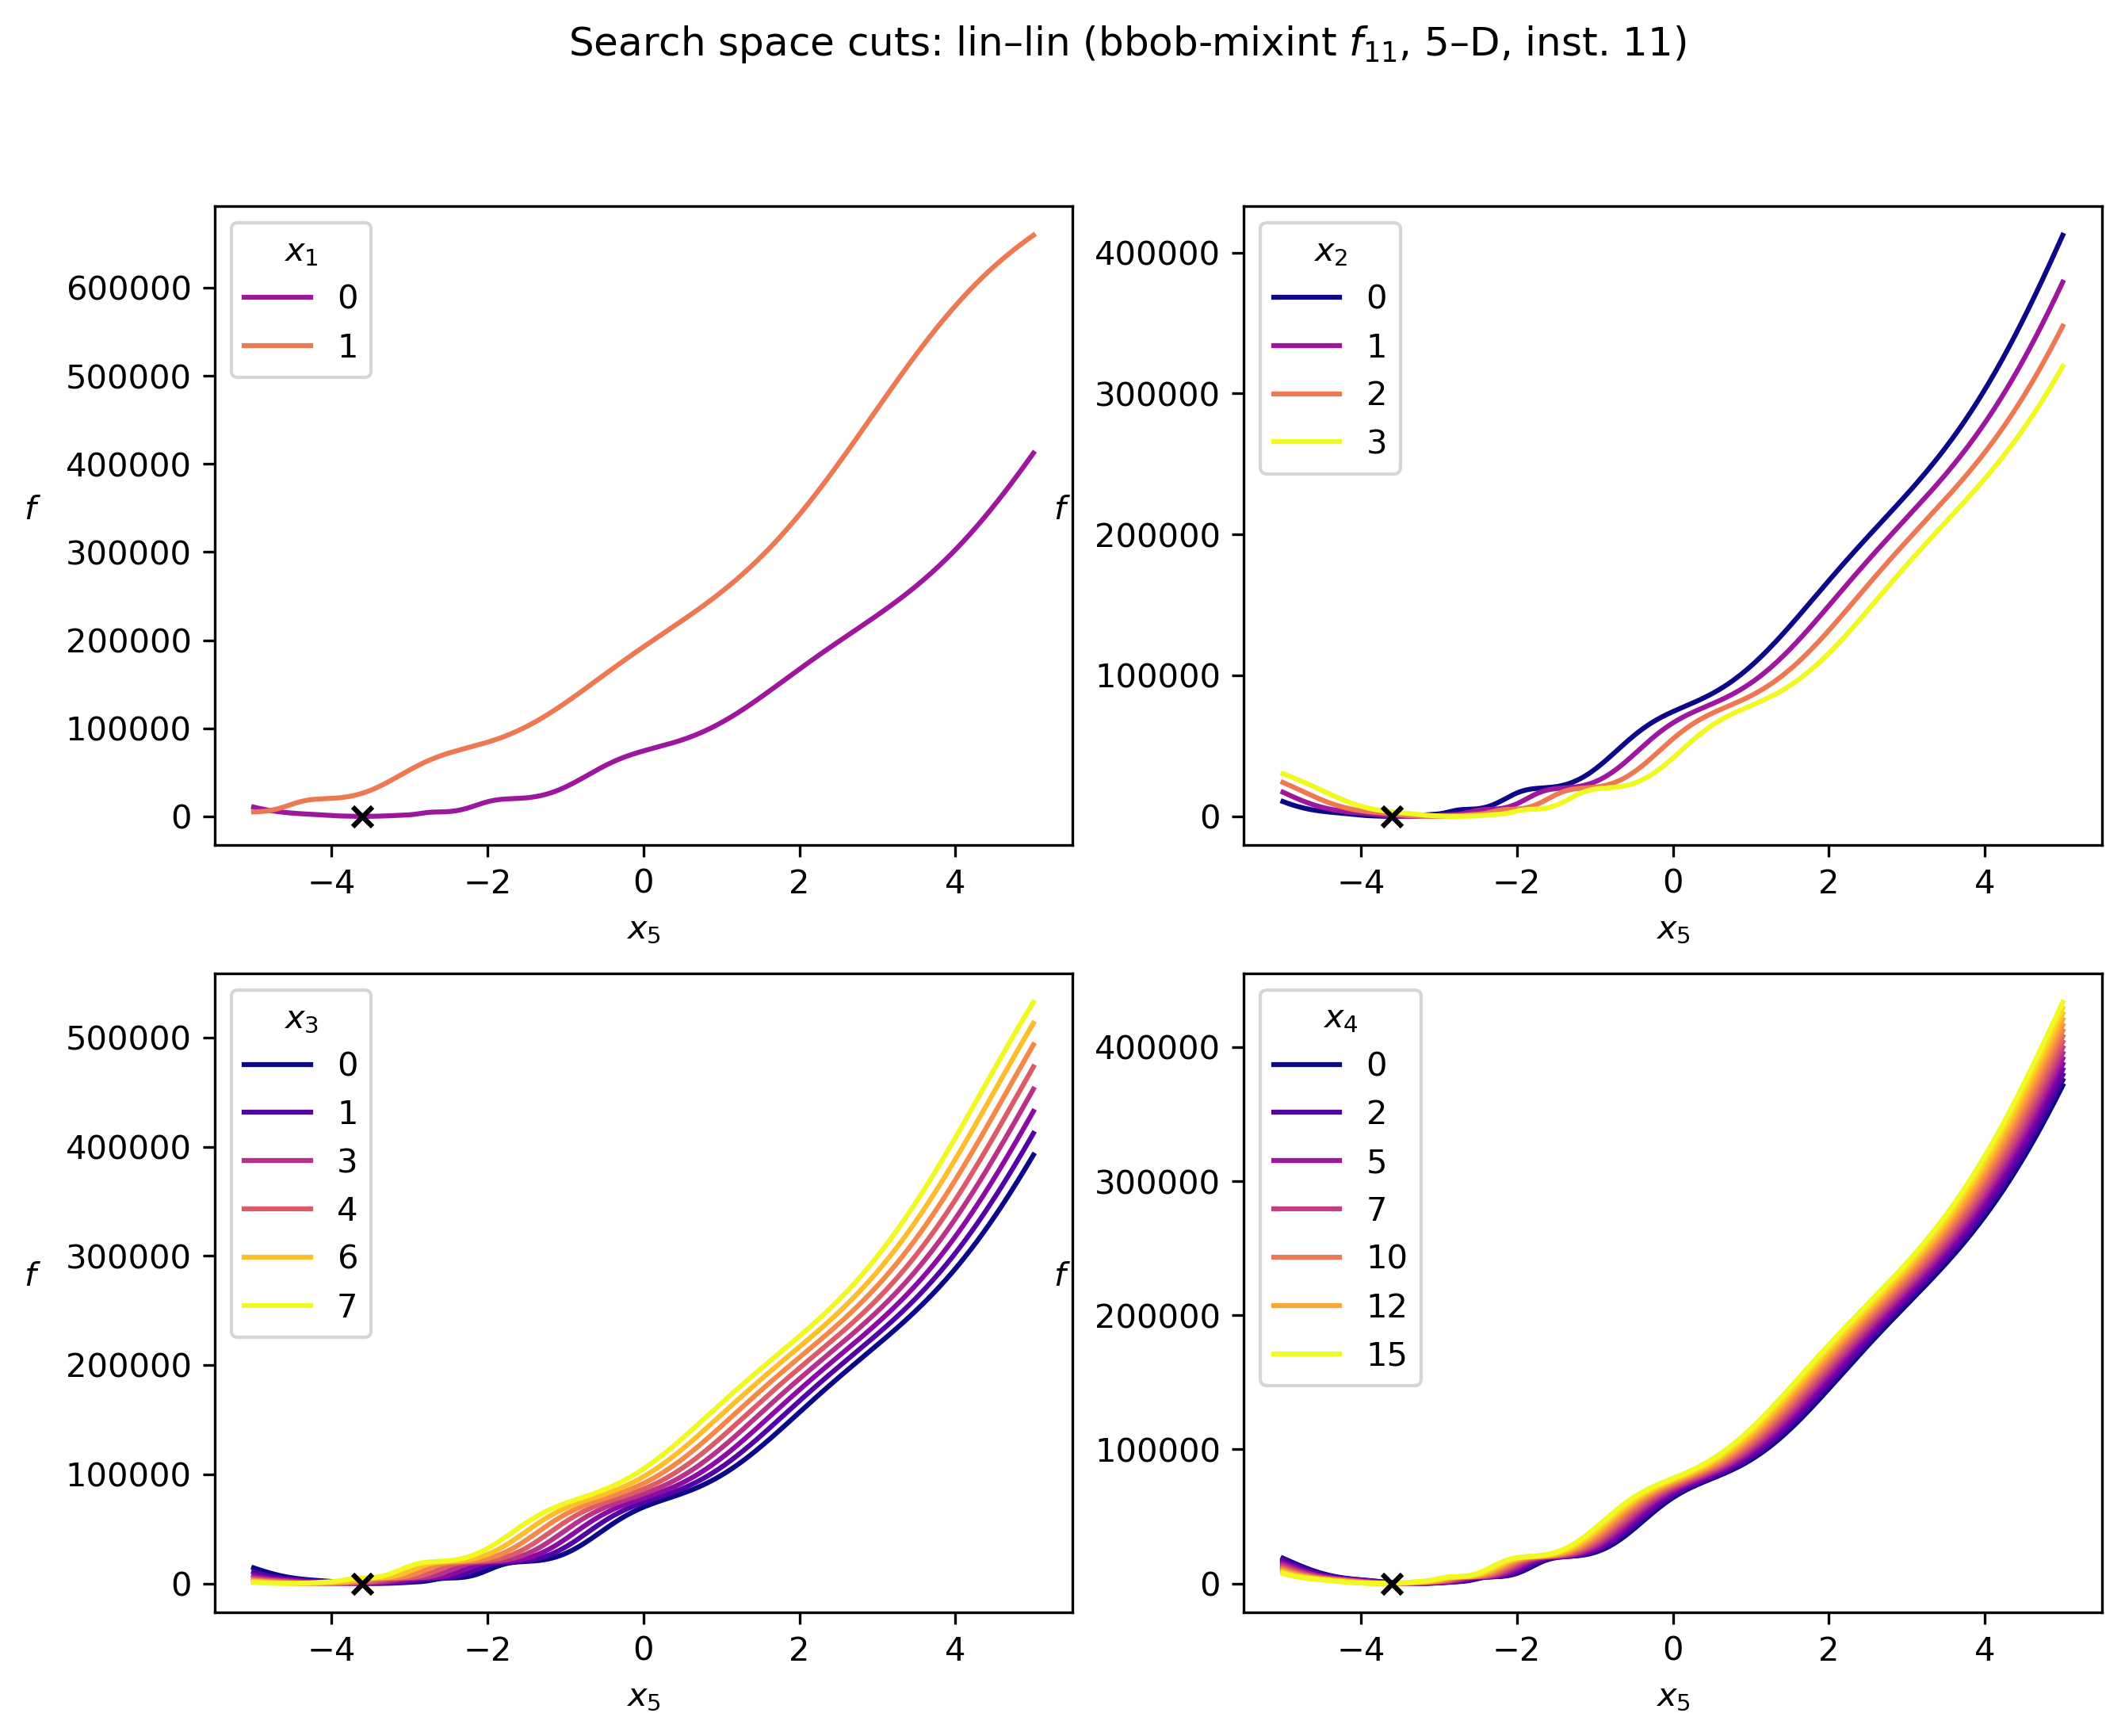 Search space cuts: lin–lin (bbob-mixint f₁₁, 5–D, inst. 11)
x₁
0
1
600000
500000
400000
300000
200000
100000
0
f
−4 −2 0 2 4
x₅
x₂
0
1
2
3
400000
300000
200000
100000
0
f
−4 −2 0 2 4
x₅
x₃
0
1
3
4
6
7
500000
400000
300000
200000
100000
0
f
−4 −2 0 2 4
x₅
x₄
0
2
5
7
10
12
15
400000
300000
200000
100000
0
f
−4 −2 0 2 4
x₅